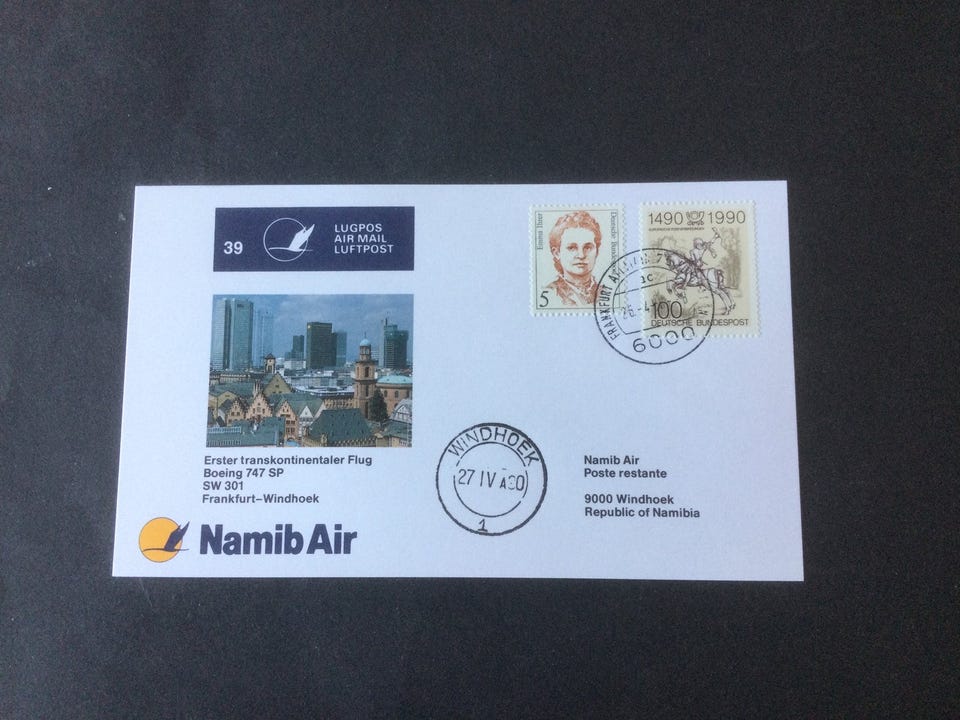 39
LUGPOS
AIR MAIL
LUFTPOST
Emma Ihrer
5
1490 1990
100
DEUTSCHE BUNDESPOST
6000
Erster transkontinentaler Flug
Boeing 747 SP
SW 301
Frankfurt–Windhoek
Namib Air
WINDHOEK
27 IV
1
Namib Air
Poste restante
9000 Windhoek
Republic of Namibia